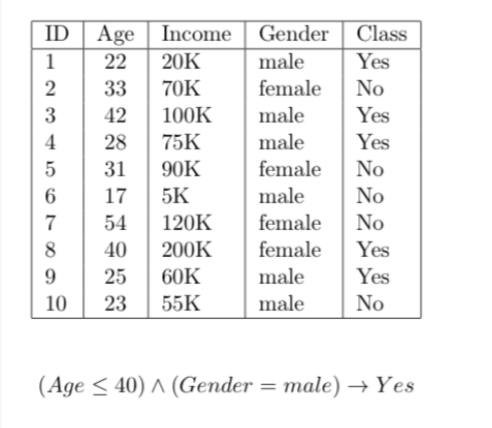 ID Age Income Gender Class
1 22 20K male Yes
2 33 70K female No
3 42 100K male Yes
4 28 75K male Yes
5 31 90K female No
6 17 5K male No
7 54 120K female No
8 40 200K female Yes
9 25 60K male Yes
10 23 55K male No
(Age ≤ 40) ∧ (Gender = male) → Yes